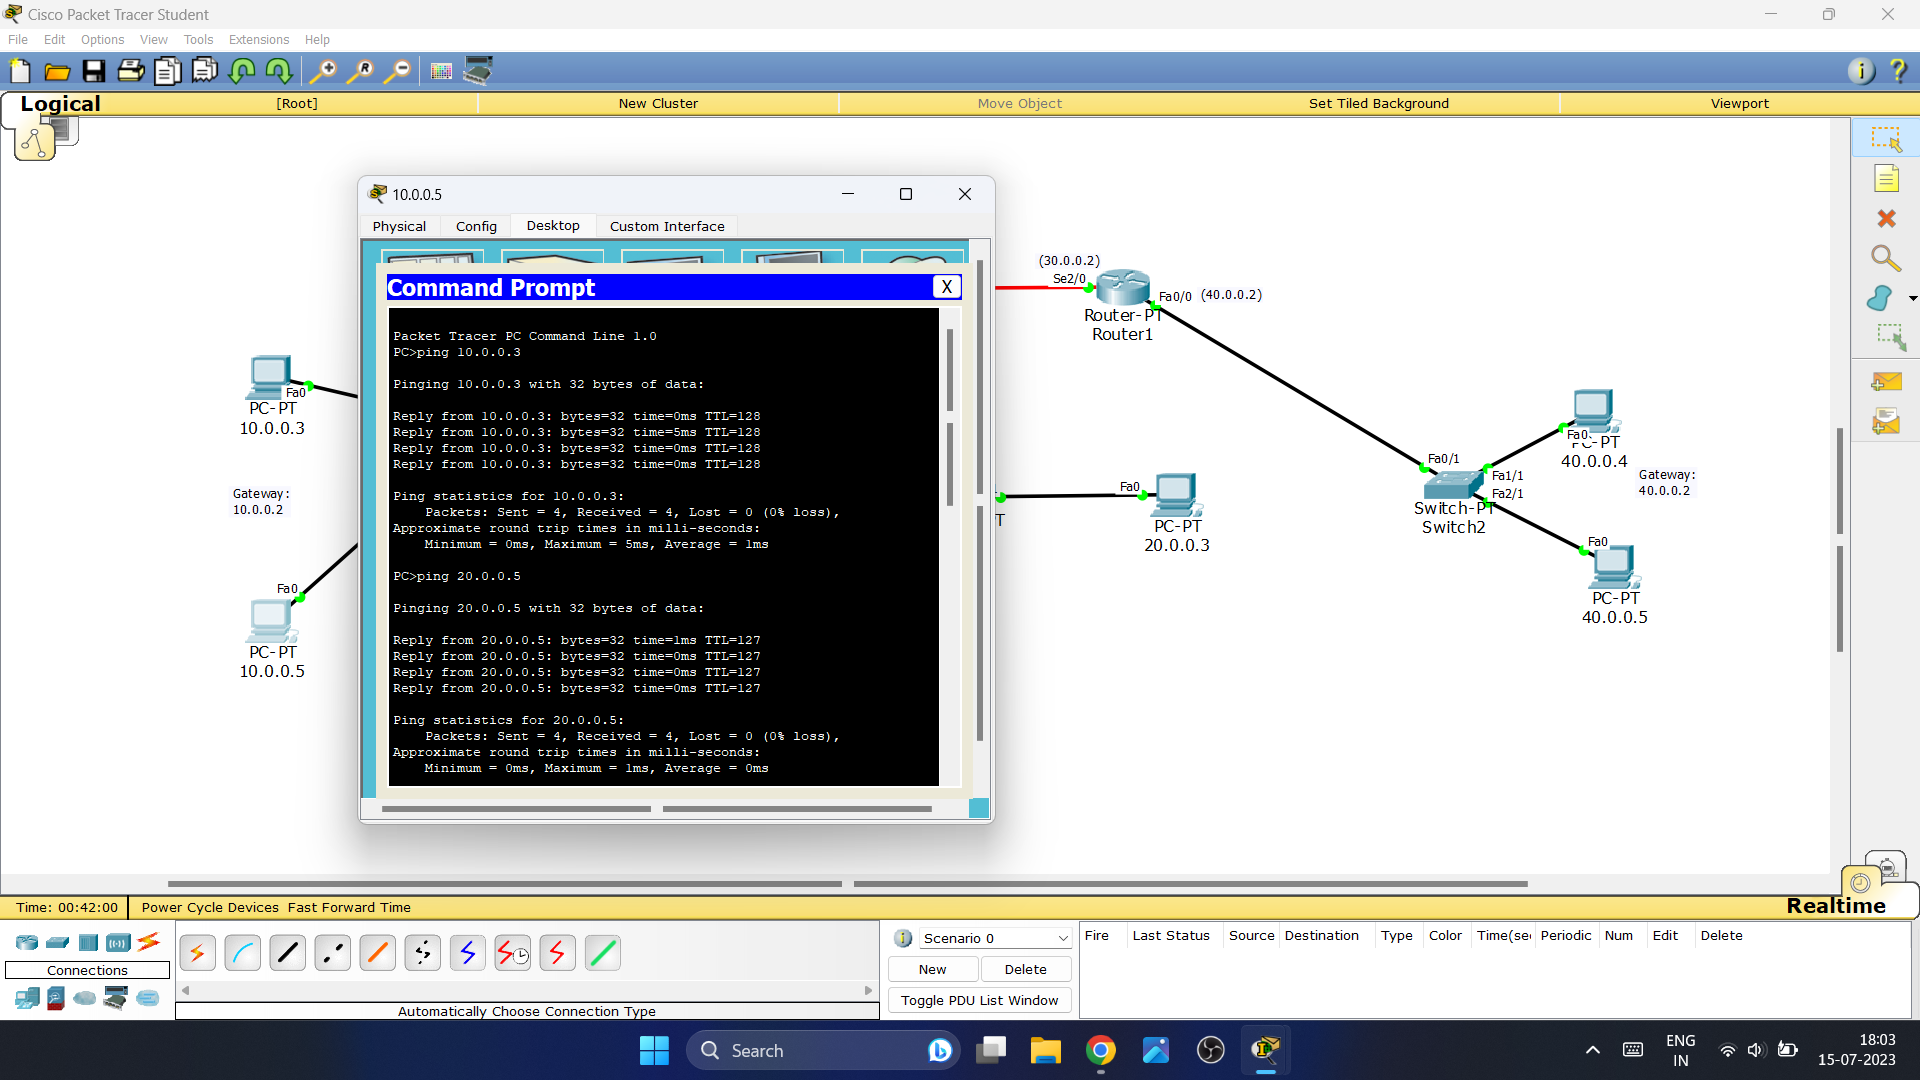 Cisco Packet Tracer Student
File Edit Options View Tools Extensions Help
Logical [Root] New Cluster Move Object Set Tiled Background Viewport
10.0.0.5
Physical Config Desktop Custom Interface
Command Prompt X
Packet Tracer PC Command Line 1.0
PC>ping 10.0.0.3
Pinging 10.0.0.3 with 32 bytes of data:
Reply from 10.0.0.3: bytes=32 time=0ms TTL=128
Reply from 10.0.0.3: bytes=32 time=5ms TTL=128
Reply from 10.0.0.3: bytes=32 time=0ms TTL=128
Reply from 10.0.0.3: bytes=32 time=0ms TTL=128
Ping statistics for 10.0.0.3:
Packets: Sent = 4, Received = 4, Lost = 0 (0% loss),
Approximate round trip times in milli-seconds:
Minimum = 0ms, Maximum = 5ms, Average = 1ms
PC>ping 20.0.0.5
Pinging 20.0.0.5 with 32 bytes of data:
Reply from 20.0.0.5: bytes=32 time=1ms TTL=127
Reply from 20.0.0.5: bytes=32 time=0ms TTL=127
Reply from 20.0.0.5: bytes=32 time=0ms TTL=127
Reply from 20.0.0.5: bytes=32 time=0ms TTL=127
Ping statistics for 20.0.0.5:
Packets: Sent = 4, Received = 4, Lost = 0 (0% loss),
Approximate round trip times in milli-seconds:
Minimum = 0ms, Maximum = 1ms, Average = 0ms
Fa0
PC-PT
10.0.0.3
Gateway:
10.0.0.2
Fa0
PC-PT
10.0.0.5
(30.0.0.2)
Se2/0
Fa0/0 (40.0.0.2)
Router-PT
Router1
T
Fa0
PC-PT
20.0.0.3
Fa0/1
Fa1/1
Fa2/1
Switch-PT
Switch2
Fa0
PC-PT
40.0.0.4
Gateway:
40.0.0.2
Fa0
PC-PT
40.0.0.5
Time: 00:42:00 Power Cycle Devices Fast Forward Time
Realtime
Connections
Automatically Choose Connection Type
Scenario 0
New Delete
Toggle PDU List Window
Fire Last Status Source Destination Type Color Time(sec Periodic Num Edit Delete
Search
ENG
IN
18:03
15-07-2023